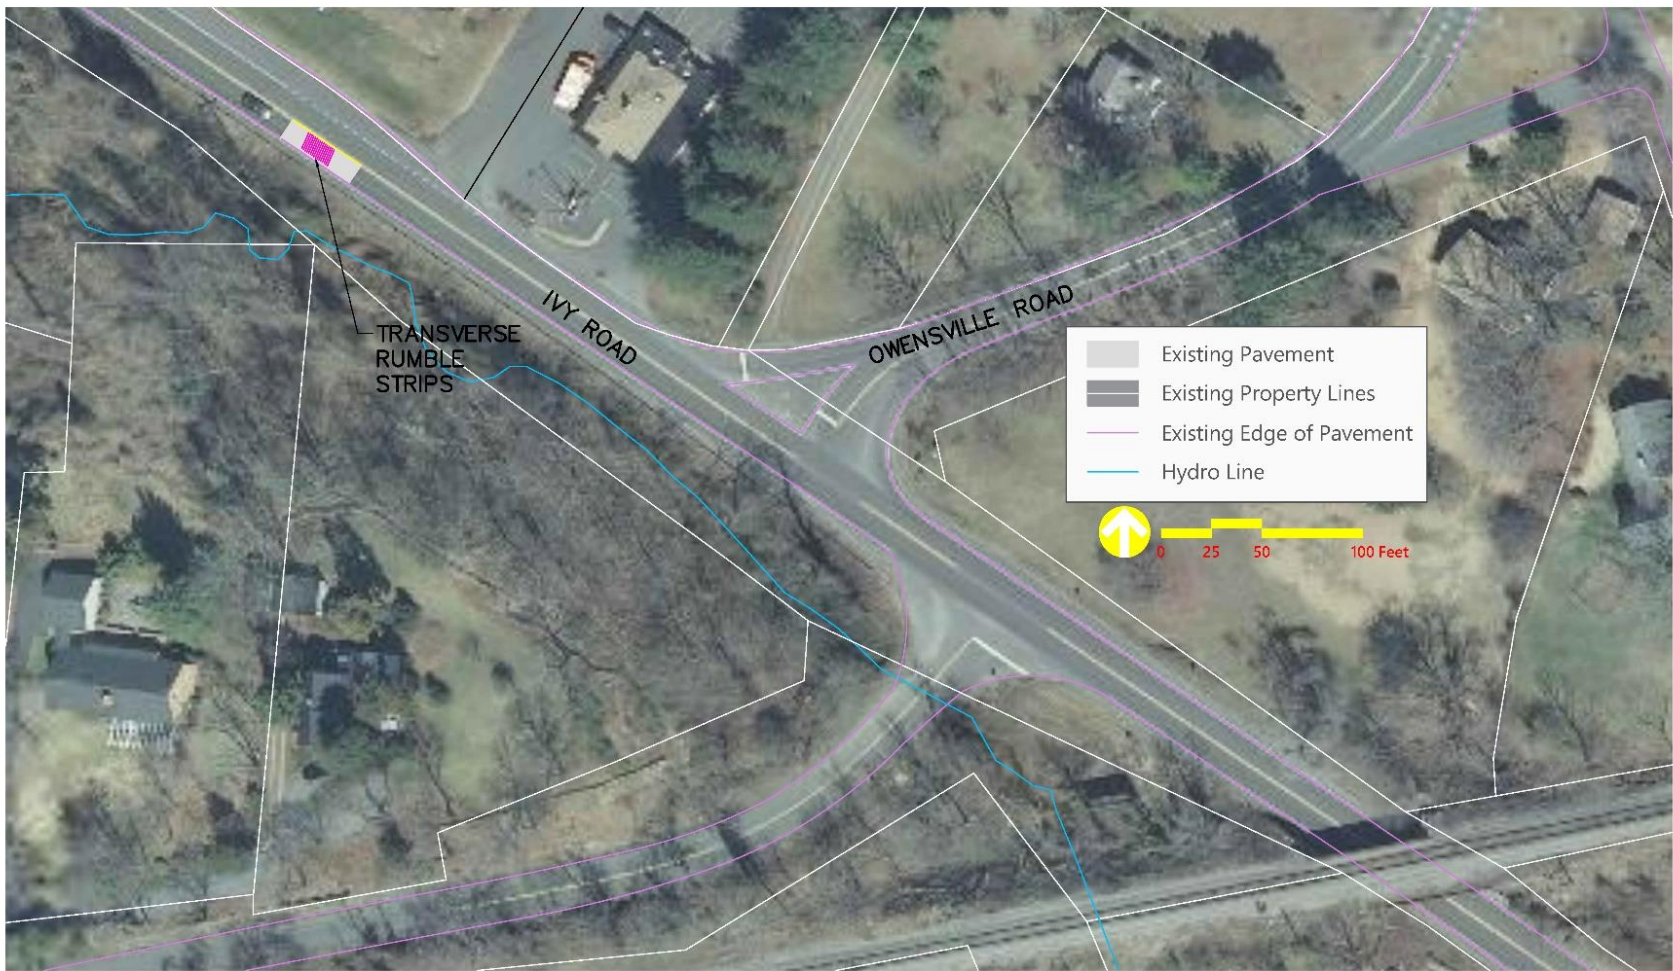 IVY ROAD
OWENSVILLE ROAD
TRANSVERSE
RUMBLE
STRIPS
Existing Pavement
Existing Property Lines
Existing Edge of Pavement
Hydro Line
0 25 50 100 Feet